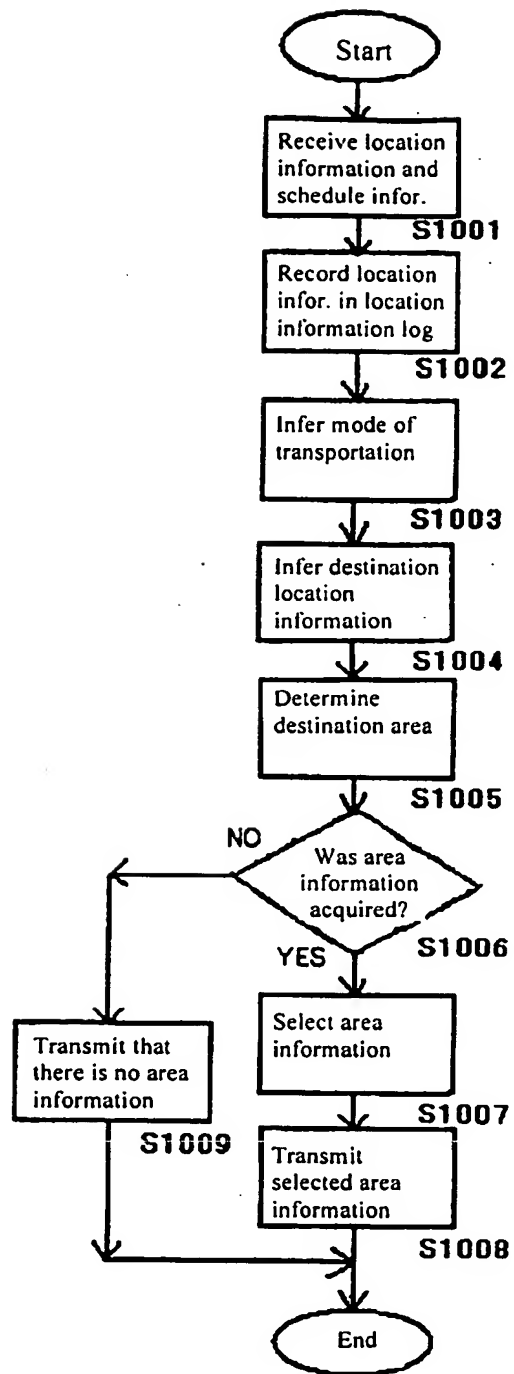 Start
Receive location
information and
schedule infor.
S1001
Record location
infor. in location
information log
S1002
Infer mode of
transportation
S1003
Infer destination
location
information
S1004
Determine
destination area
S1005
NO
Was area
information
acquired?
YES
S1006
Select area
information
S1007
Transmit that
there is no area
information
S1009
Transmit
selected area
information
S1008
End